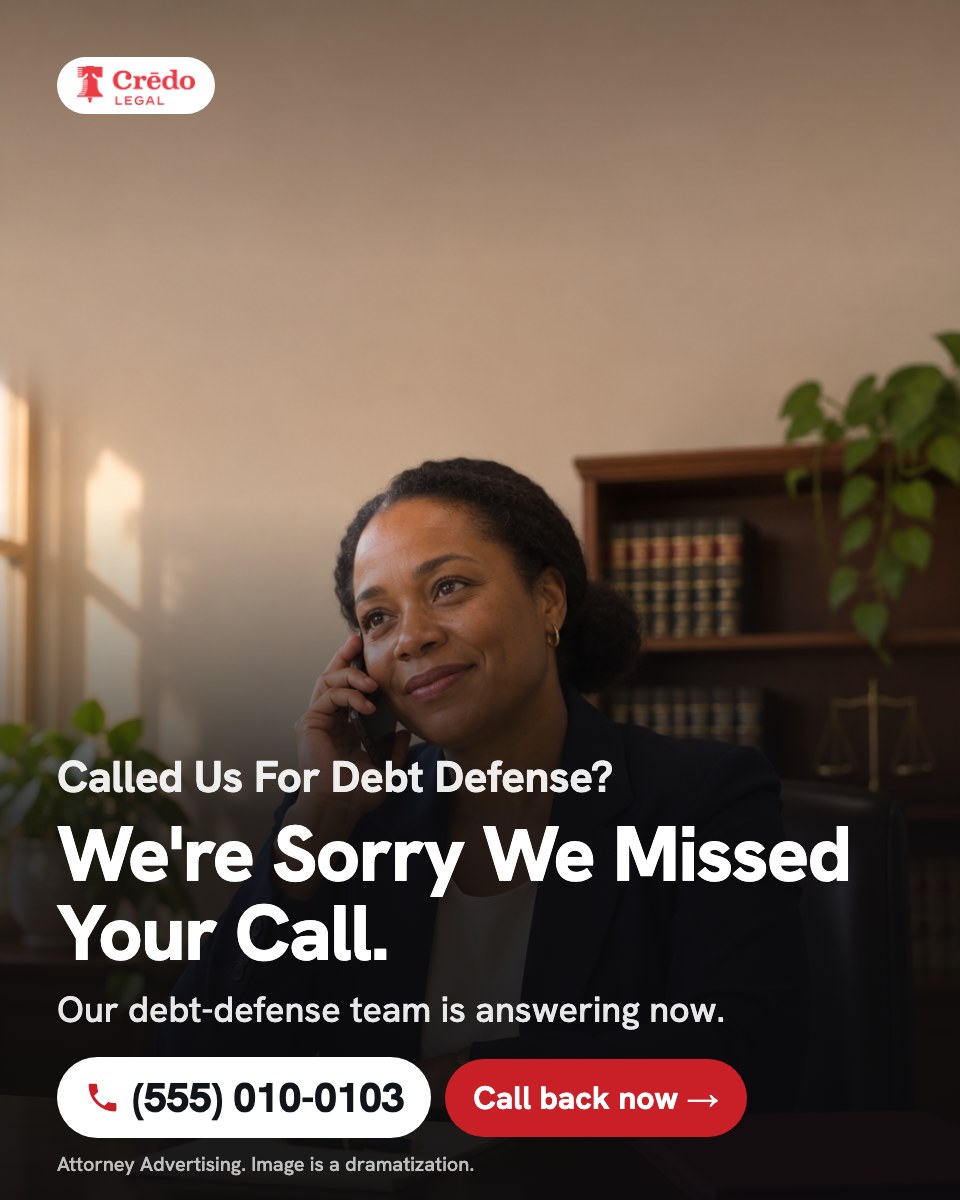 Crēdo
LEGAL
Called Us For Debt Defense?
We're Sorry We Missed
Your Call.
Our debt-defense team is answering now.
(555) 010-0103
Call back now →
Attorney Advertising. Image is a dramatization.